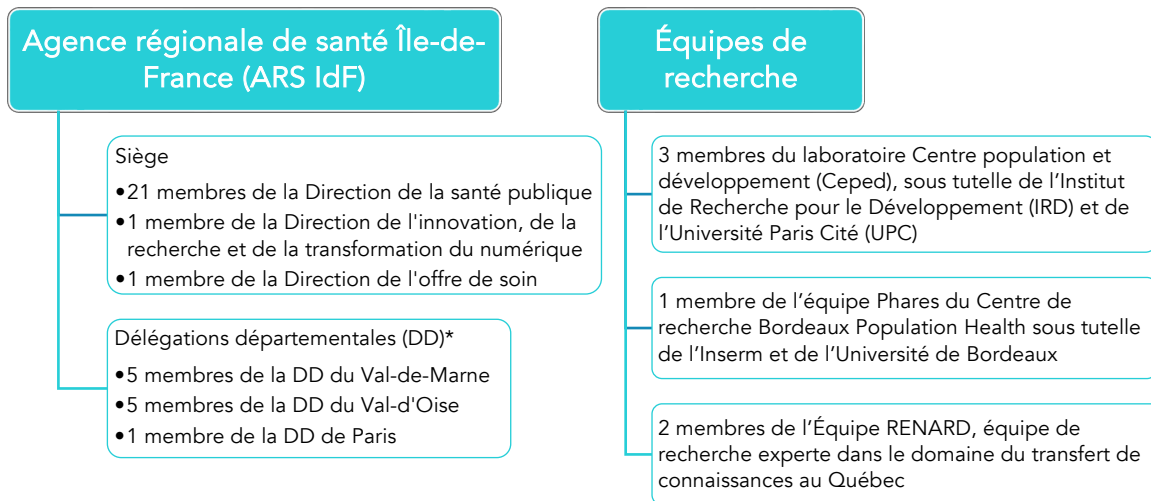 Agence régionale de santé Île-de-
France (ARS IdF)
Siège
•21 membres de la Direction de la santé publique
•1 membre de la Direction de l'innovation, de la
recherche et de la transformation du numérique
•1 membre de la Direction de l'offre de soin
Délégations départementales (DD)*
•5 membres de la DD du Val-de-Marne
•5 membres de la DD du Val-d'Oise
•1 membre de la DD de Paris
Équipes de
recherche
3 membres du laboratoire Centre population et
développement (Ceped), sous tutelle de l’Institut
de Recherche pour le Développement (IRD) et de
l’Université Paris Cité (UPC)
1 membre de l’équipe Phares du Centre de
recherche Bordeaux Population Health sous tutelle
de l’Inserm et de l’Université de Bordeaux
2 membres de l’Équipe RENARD, équipe de
recherche experte dans le domaine du transfert de
connaissances au Québec